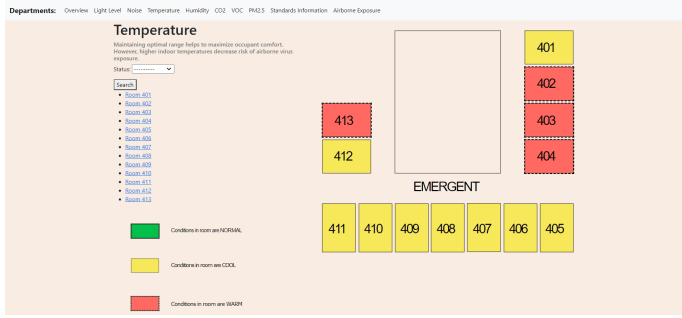 Departments: Overview Light Level Noise Temperature Humidity CO2 VOC PM2.5 Standards Information Airborne Exposure
Temperature
Maintaining optimal range helps to maximize occupant comfort.
However, higher indoor temperatures decrease risk of airborne virus
exposure.
Status: ---------
Search
Room 401
Room 402
Room 403
Room 404
Room 405
Room 406
Room 407
Room 408
Room 409
Room 410
Room 411
Room 412
Room 413
Conditions in room are NORMAL
Conditions in room are COOL
Conditions in room are WARM
401
402
413
403
412
404
EMERGENT
411 410 409 408 407 406 405